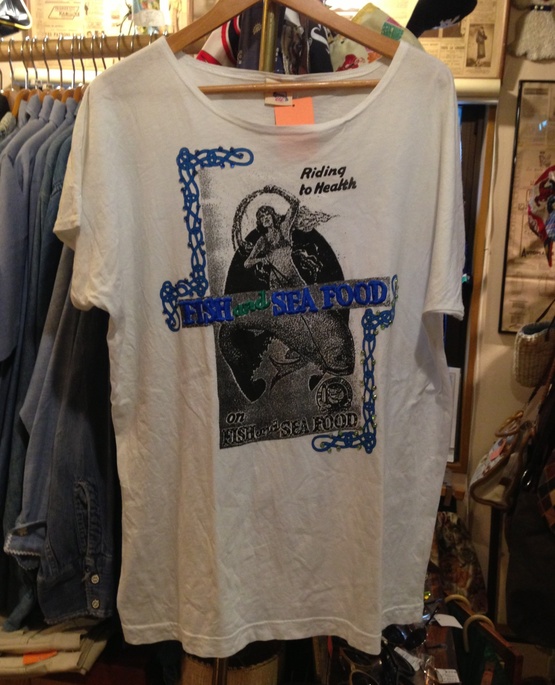 Riding
to Health
FISH and SEA FOOD
on
FISH and SEA FOOD